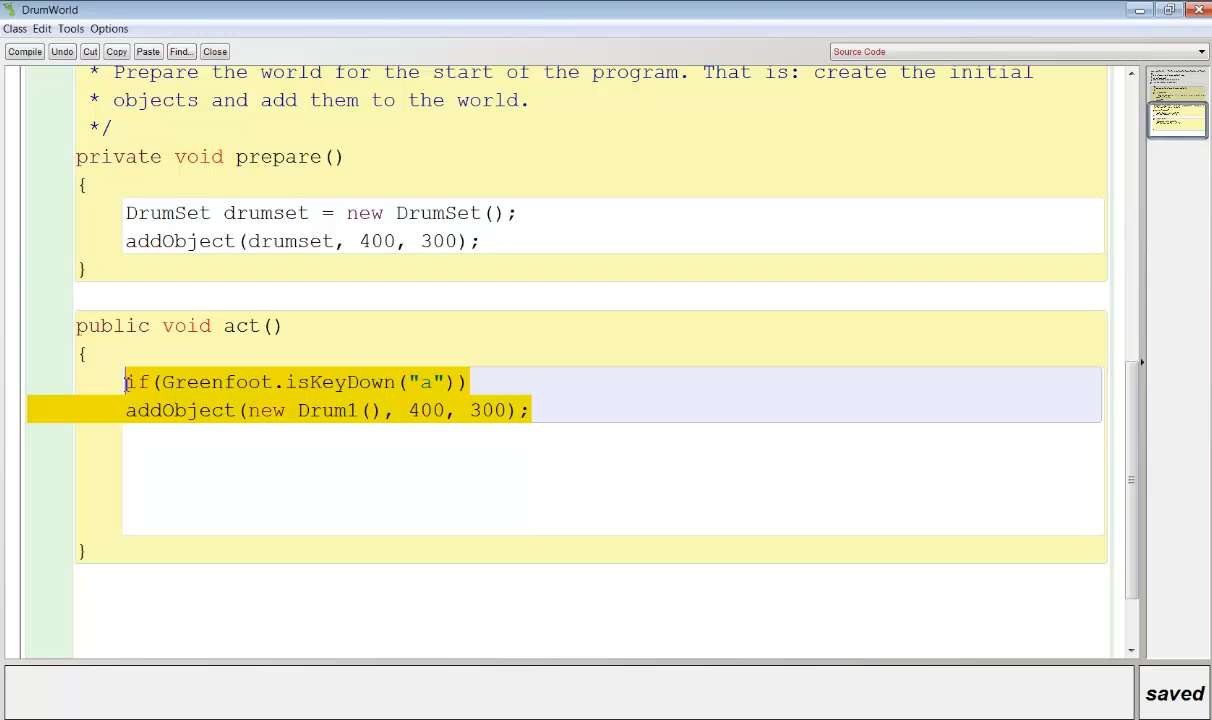 DrumWorld
Class Edit Tools Options
Compile Undo Cut Copy Paste Find... Close Source Code
* Prepare the world for the start of the program. That is: create the initial
* objects and add them to the world.
*/
private void prepare()
{
DrumSet drumset = new DrumSet();
addObject(drumset, 400, 300);
}
public void act()
{
if(Greenfoot.isKeyDown("a"))
addObject(new Drum1(), 400, 300);
}
saved